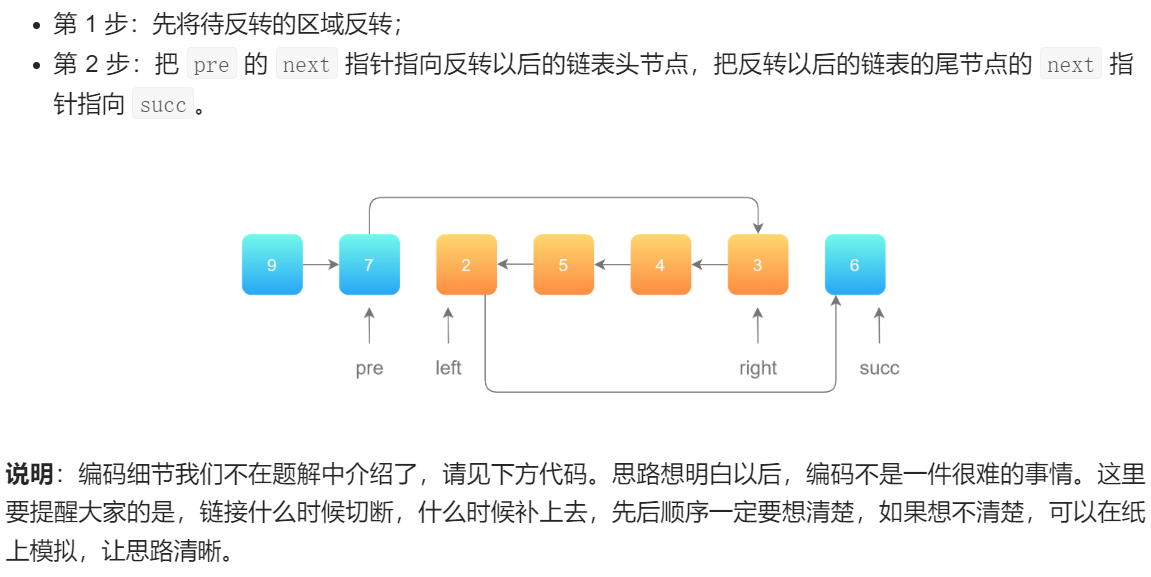 • 第 1 步：先将待反转的区域反转；
• 第 2 步：把 pre 的 next 指针指向反转以后的链表头节点，把反转以后的链表的尾节点的 next 指
针指向 succ。
9 7 2 5 4 3 6
pre left right succ
说明：编码细节我们不在题解中介绍了，请见下方代码。思路想明白以后，编码不是一件很难的事情。这里
要提醒大家的是，链接什么时候切断，什么时候补上去，先后顺序一定要想清楚，如果想不清楚，可以在纸
上模拟，让思路清晰。